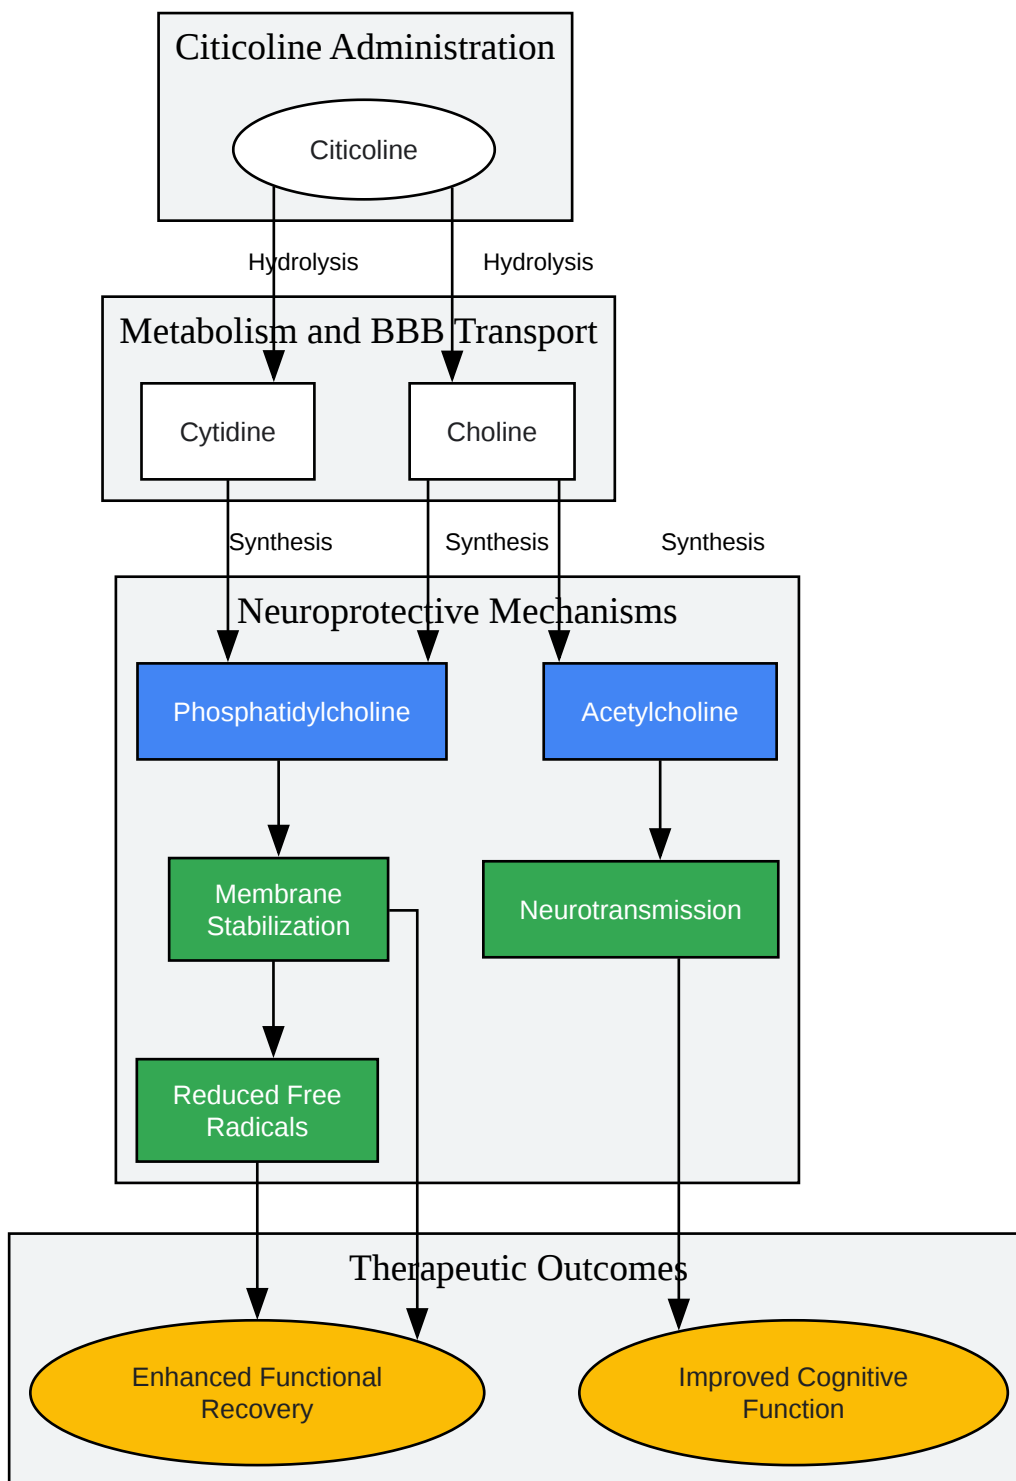 Citicoline Administration
Citicoline
Hydrolysis
Hydrolysis
Metabolism and BBB Transport
Cytidine
Choline
Synthesis
Synthesis
Synthesis
Neuroprotective Mechanisms
Phosphatidylcholine
Acetylcholine
Membrane
Stabilization
Neurotransmission
Reduced Free
Radicals
Therapeutic Outcomes
Enhanced Functional
Recovery
Improved Cognitive
Function